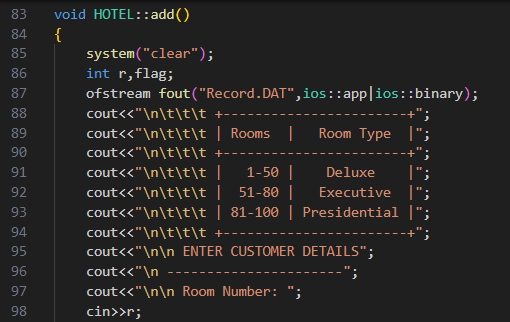 83 void HOTEL::add()
84 {
85 system("clear");
86 int r,flag;
87 ofstream fout("Record.DAT",ios::app|ios::binary);
88 cout<<"\n\t\t\t +-----------------------+";
89 cout<<"\n\t\t\t | Rooms  |   Room Type  |";
90 cout<<"\n\t\t\t +-----------------------+";
91 cout<<"\n\t\t\t |   1-50 |    Deluxe    |";
92 cout<<"\n\t\t\t |  51-80 |   Executive  |";
93 cout<<"\n\t\t\t | 81-100 | Presidential |";
94 cout<<"\n\t\t\t +-----------------------+";
95 cout<<"\n\n ENTER CUSTOMER DETAILS";
96 cout<<"\n ----------------------";
97 cout<<"\n\n Room Number: ";
98 cin>>r;